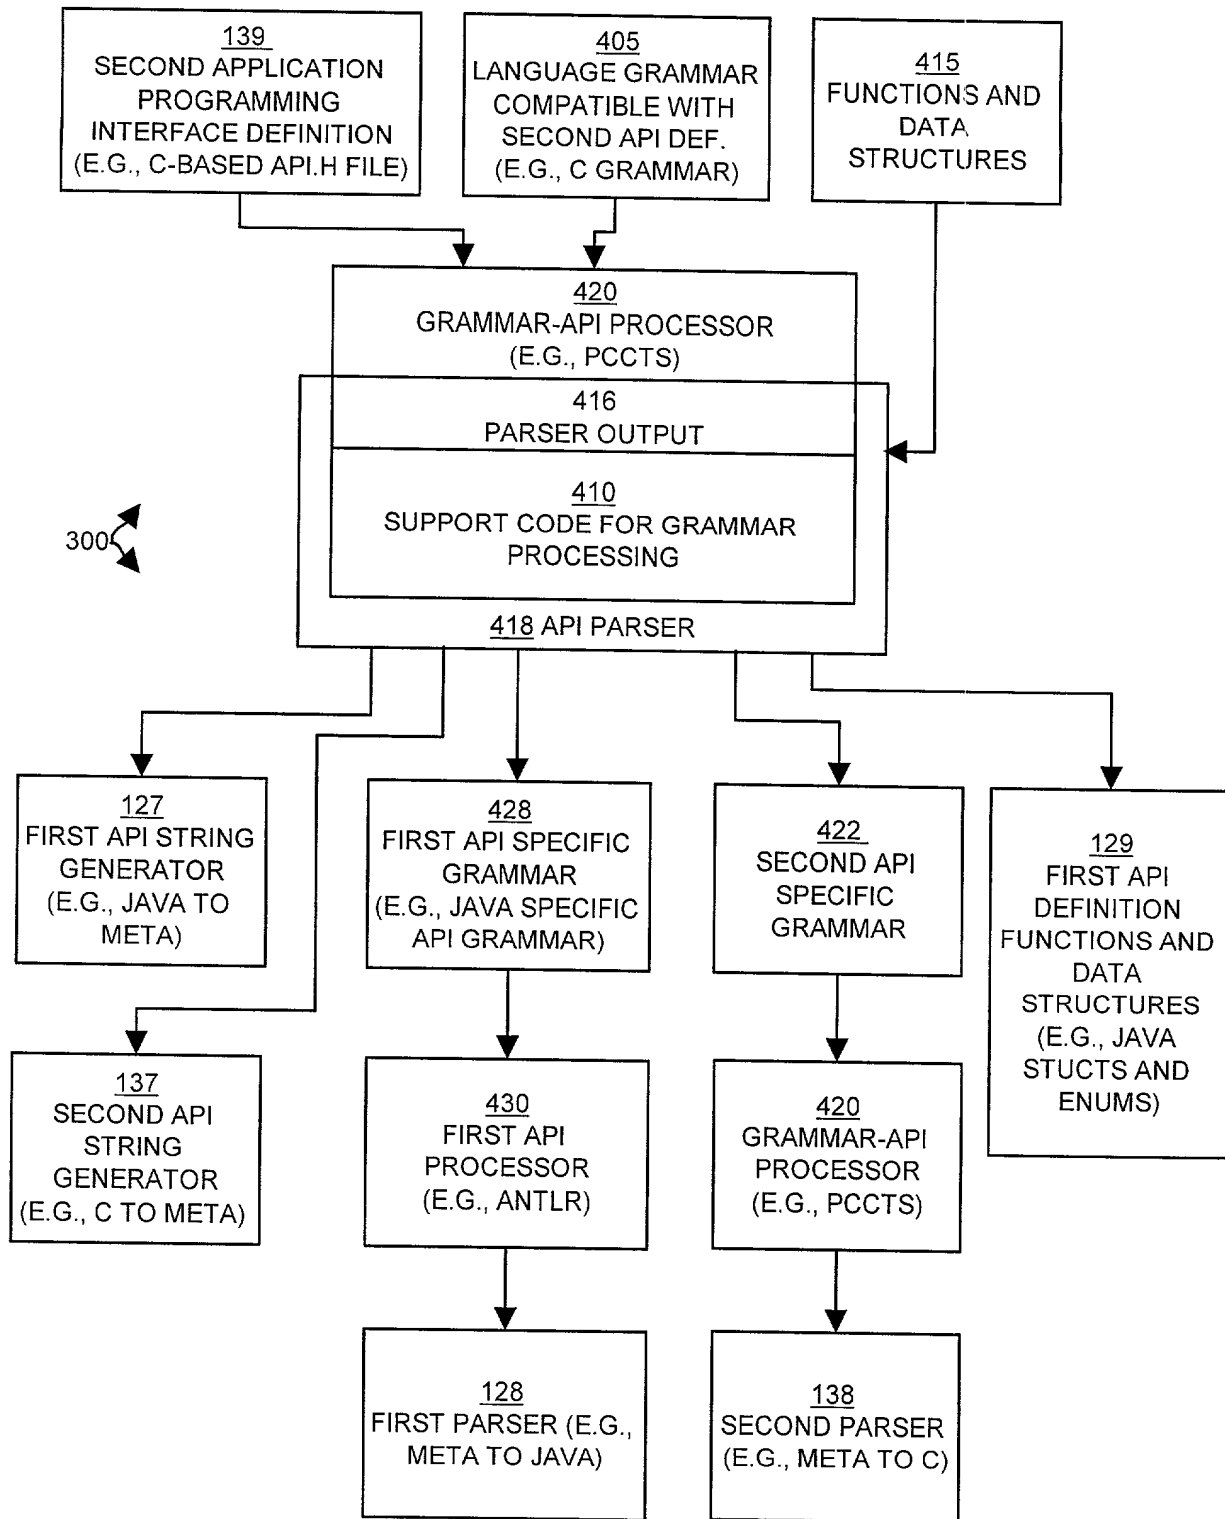 139
SECOND APPLICATION
PROGRAMMING
INTERFACE DEFINITION
(E.G., C-BASED API.H FILE)
405
LANGUAGE GRAMMAR
COMPATIBLE WITH
SECOND API DEF.
(E.G., C GRAMMAR)
415
FUNCTIONS AND
DATA
STRUCTURES
420
GRAMMAR-API PROCESSOR
(E.G., PCCTS)
416
PARSER OUTPUT
410
SUPPORT CODE FOR GRAMMAR
PROCESSING
300
418 API PARSER
127
FIRST API STRING
GENERATOR
(E.G., JAVA TO
META)
428
FIRST API SPECIFIC
GRAMMAR
(E.G., JAVA SPECIFIC
API GRAMMAR)
422
SECOND API
SPECIFIC
GRAMMAR
129
FIRST API
DEFINITION
FUNCTIONS AND
DATA
STRUCTURES
(E.G., JAVA
STUCTS AND
ENUMS)
137
SECOND API
STRING
GENERATOR
(E.G., C TO META)
430
FIRST API
PROCESSOR
(E.G., ANTLR)
420
GRAMMAR-API
PROCESSOR
(E.G., PCCTS)
128
FIRST PARSER (E.G.,
META TO JAVA)
138
SECOND PARSER
(E.G., META TO C)